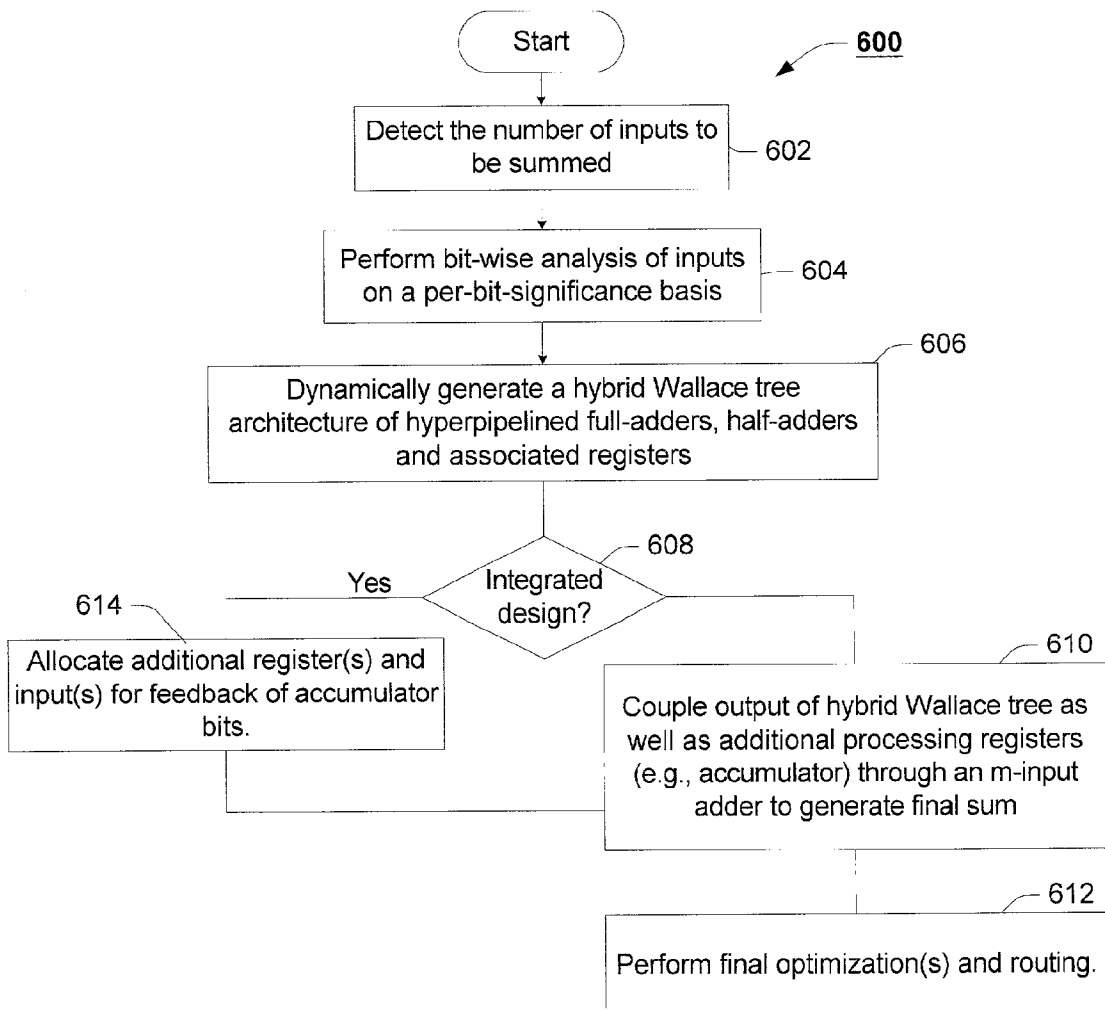 Start
600
Detect the number of inputs to
be summed
602
Perform bit-wise analysis of inputs
on a per-bit-significance basis
604
606
Dynamically generate a hybrid Wallace tree
architecture of hyperpipelined full-adders, half-adders
and associated registers
608
Yes
Integrated
design?
614
Allocate additional register(s) and
input(s) for feedback of accumulator
bits.
610
Couple output of hybrid Wallace tree as
well as additional processing registers
(e.g., accumulator) through an m-input
adder to generate final sum
612
Perform final optimization(s) and routing.